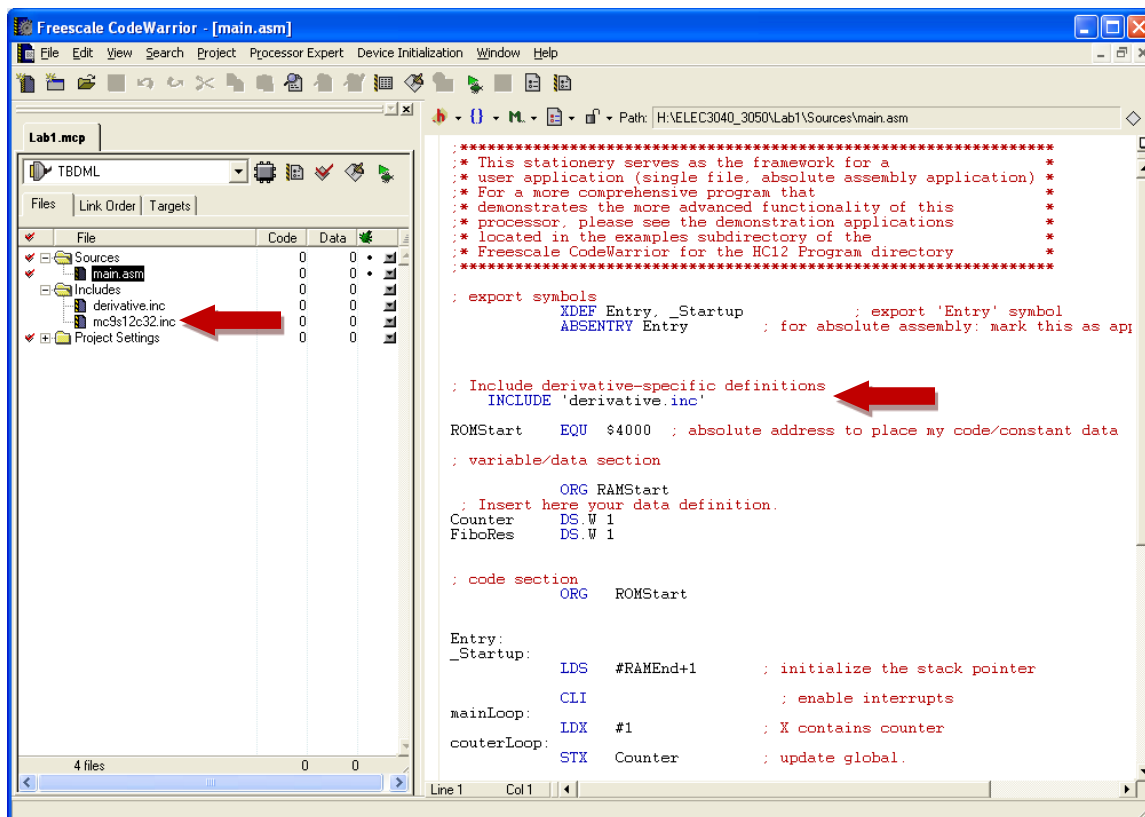 Freescale CodeWarrior - [main.asm]
File Edit View Search Project Processor Expert Device Initialization Window Help
Path: H:\ELEC3040_3050\Lab1\Sources\main.asm
Lab1.mcp
TBDML
Files Link Order Targets
File Code Data
Sources 0 0
main.asm 0 0
Includes 0 0
derivative.inc 0 0
mc9s12c32.inc 0 0
Project Settings 0 0
4 files 0 0
;*****************************************************************
;* This stationery serves as the framework for a *
;* user application (single file, absolute assembly application) *
;* For a more comprehensive program that *
;* demonstrates the more advanced functionality of this *
;* processor, please see the demonstration applications *
;* located in the examples subdirectory of the *
;* Freescale CodeWarrior for the HC12 Program directory *
;*****************************************************************
; export symbols
XDEF Entry, _Startup ; export 'Entry' symbol
ABSENTRY Entry ; for absolute assembly: mark this as app
; Include derivative-specific definitions
INCLUDE 'derivative.inc'
ROMStart EQU $4000 ; absolute address to place my code/constant data
; variable/data section
ORG RAMStart
; Insert here your data definition.
Counter DS.W 1
FiboRes DS.W 1
; code section
ORG ROMStart
Entry:
_Startup:
LDS #RAMEnd+1 ; initialize the stack pointer
CLI ; enable interrupts
mainLoop:
LDX #1 ; X contains counter
couterLoop:
STX Counter ; update global.
Line 1 Col 1